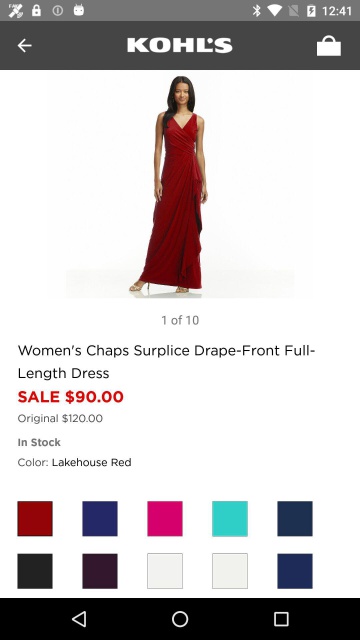 12:41
KOHL'S
1 of 10
Women's Chaps Surplice Drape-Front Full-
Length Dress
SALE $90.00
Original $120.00
In Stock
Color: Lakehouse Red